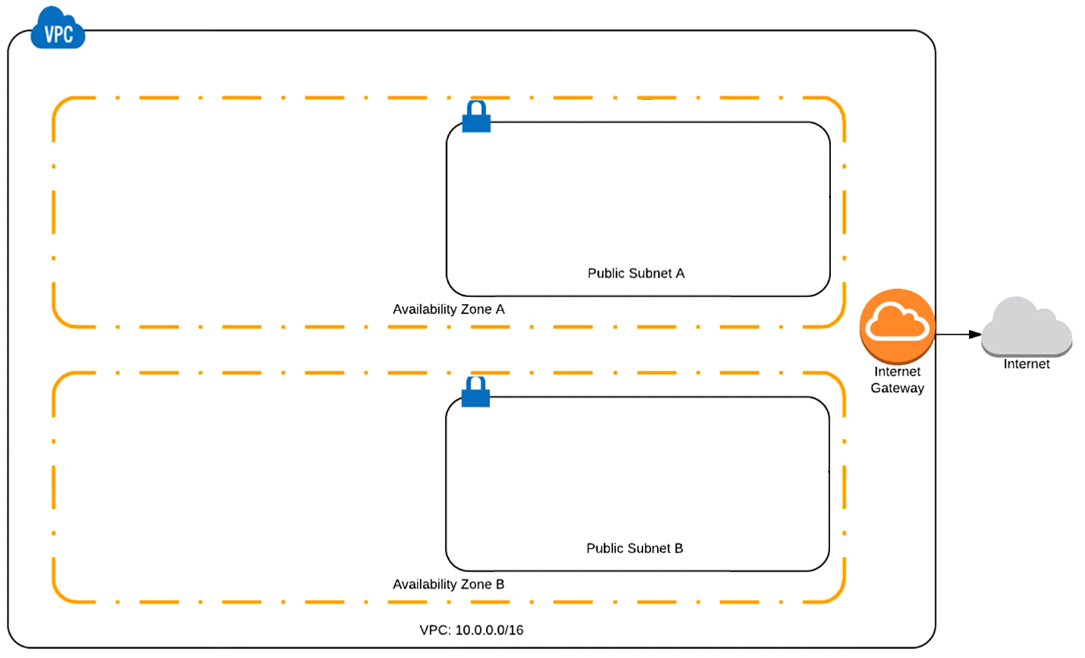 VPC
Public Subnet A
Availability Zone A
Internet
Gateway
Internet
Public Subnet B
Availability Zone B
VPC: 10.0.0.0/16